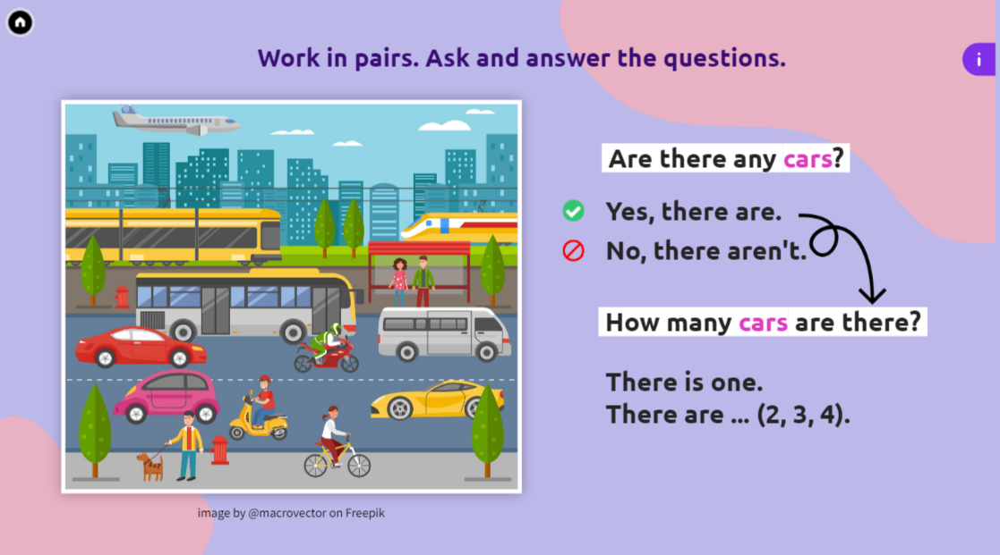 Work in pairs. Ask and answer the questions.
i
Are there any cars?
Yes, there are.
No, there aren't.
How many cars are there?
There is one.
There are ... (2, 3, 4).
image by @macrovector on Freepik